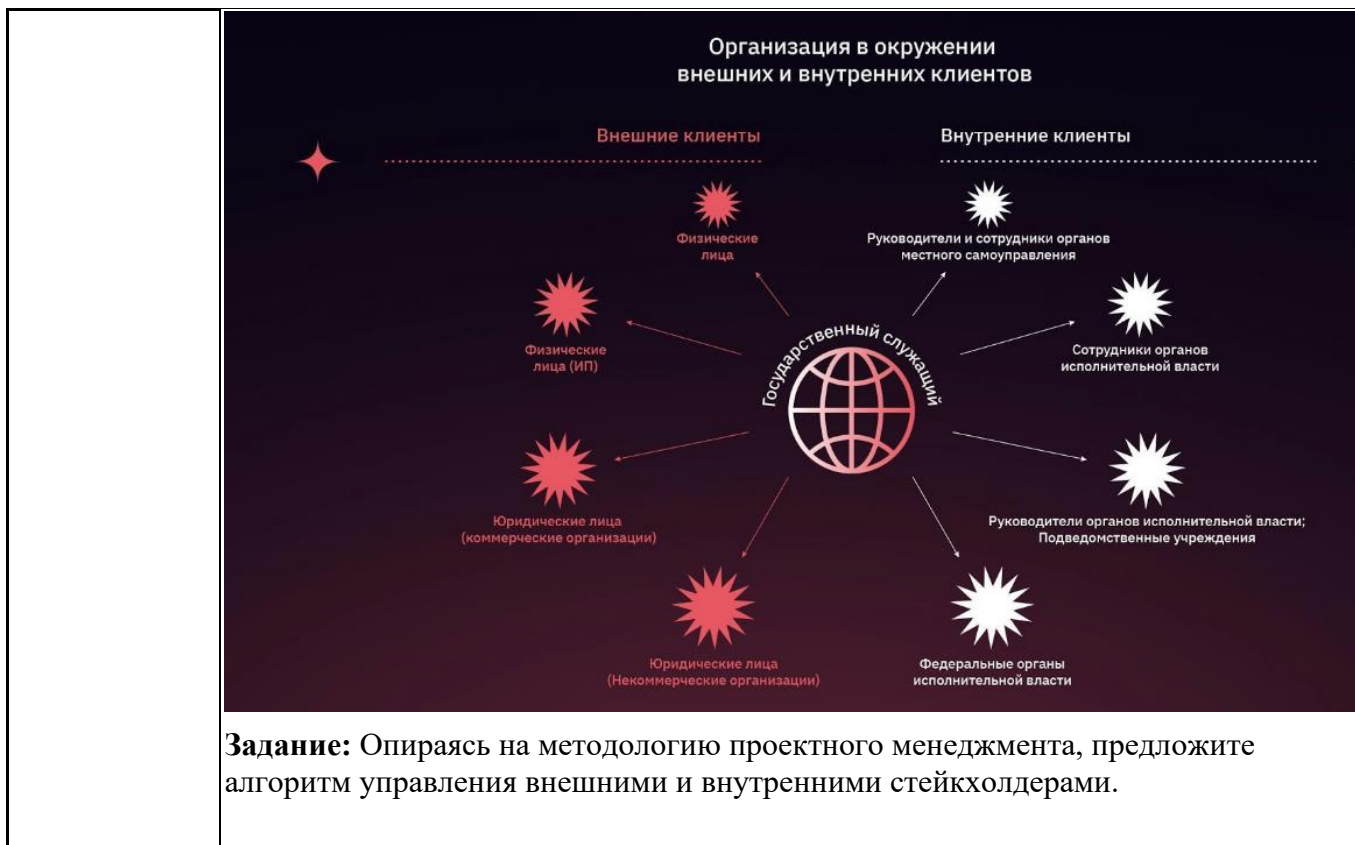 Организация в окружении
внешних и внутренних клиентов
Внешние клиенты
Внутренние клиенты
Физические
лица
Руководители и сотрудники органов
местного самоуправления
Физические
лица (ИП)
Государственный служащий
Сотрудники органов
исполнительной власти
Юридические лица
(коммерческие организации)
Руководители органов исполнительной власти;
Подведомственные учреждения
Юридические лица
(Некоммерческие организации)
Федеральные органы
исполнительной власти
Задание: Опираясь на методологию проектного менеджмента, предложите
алгоритм управления внешними и внутренними стейкхолдерами.